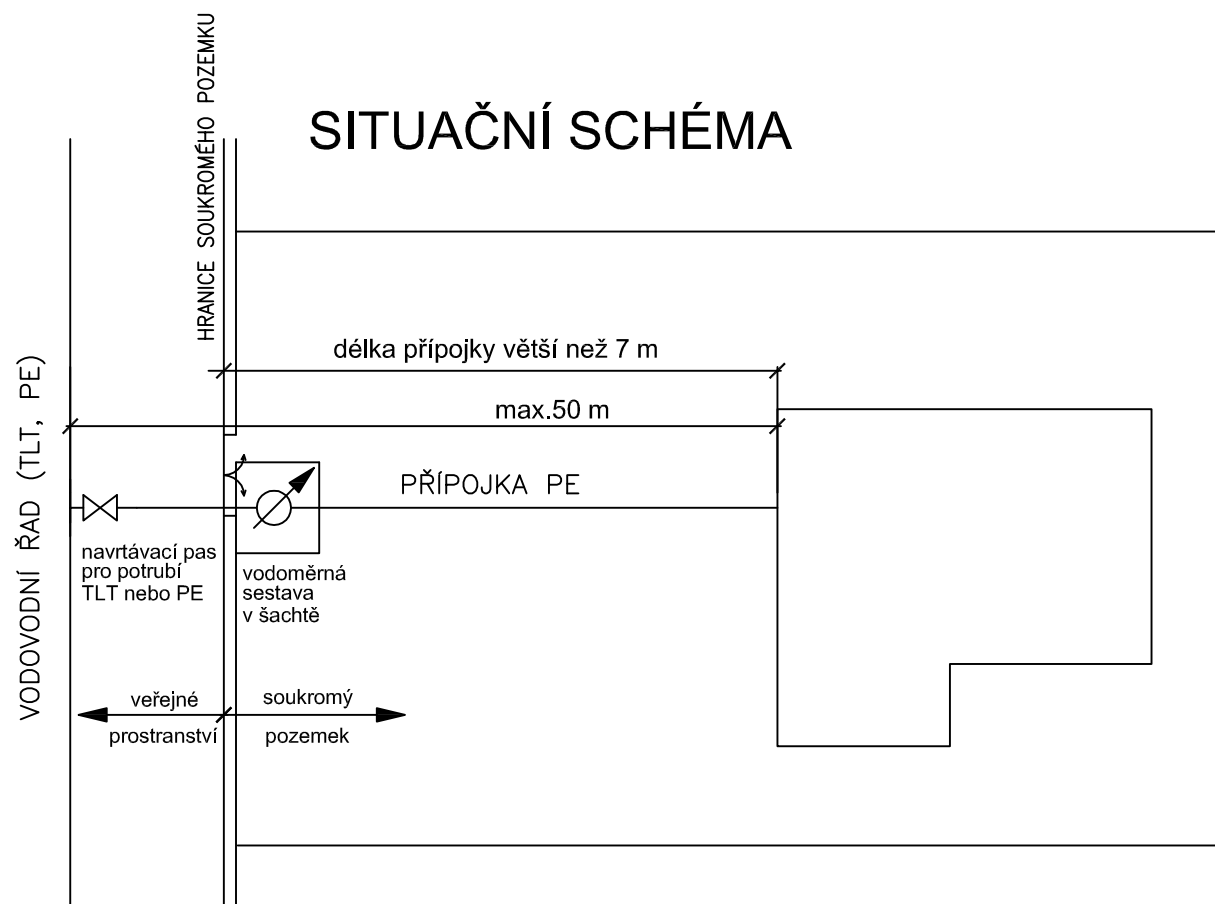 SITUAČNÍ SCHÉMA
HRANICE SOUKROMÉHO POZEMKU
délka přípojky větší než 7 m
max.50 m
VODOVODNÍ ŘAD (TLT, PE)
PŘÍPOJKA PE
navrtávací pas
pro potrubí
TLT nebo PE
vodoměrná
sestava
v šachtě
veřejné
prostranství
soukromý
pozemek